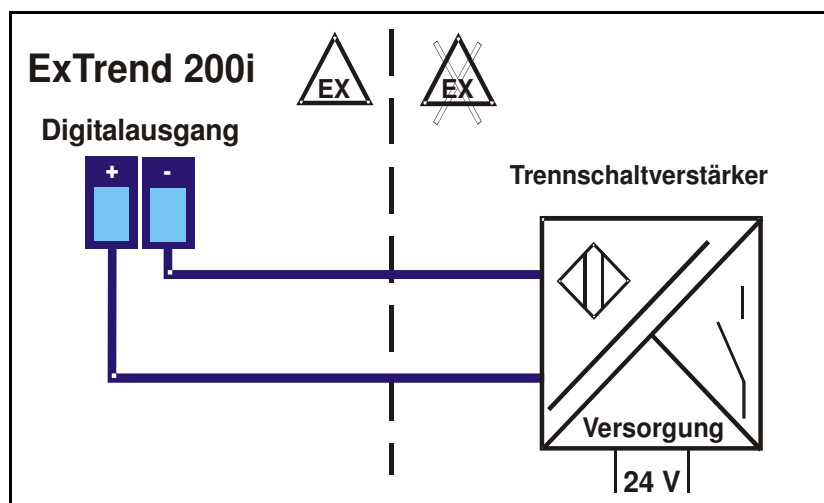 ExTrend 200i
EX
EX
Digitalausgang
+ -
Trennschaltverstärker
Versorgung
24 V